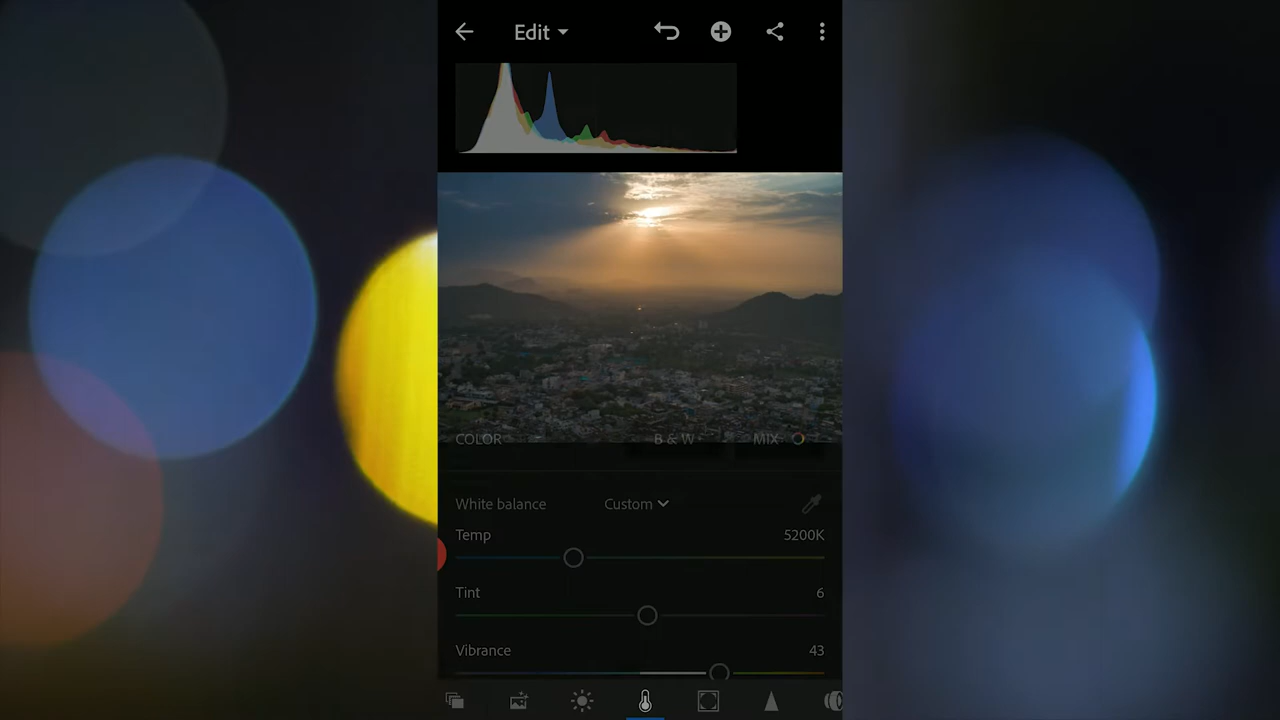 Edit
COLOR B & W MIX
White balance Custom
Temp 5200K
Tint 6
Vibrance 43